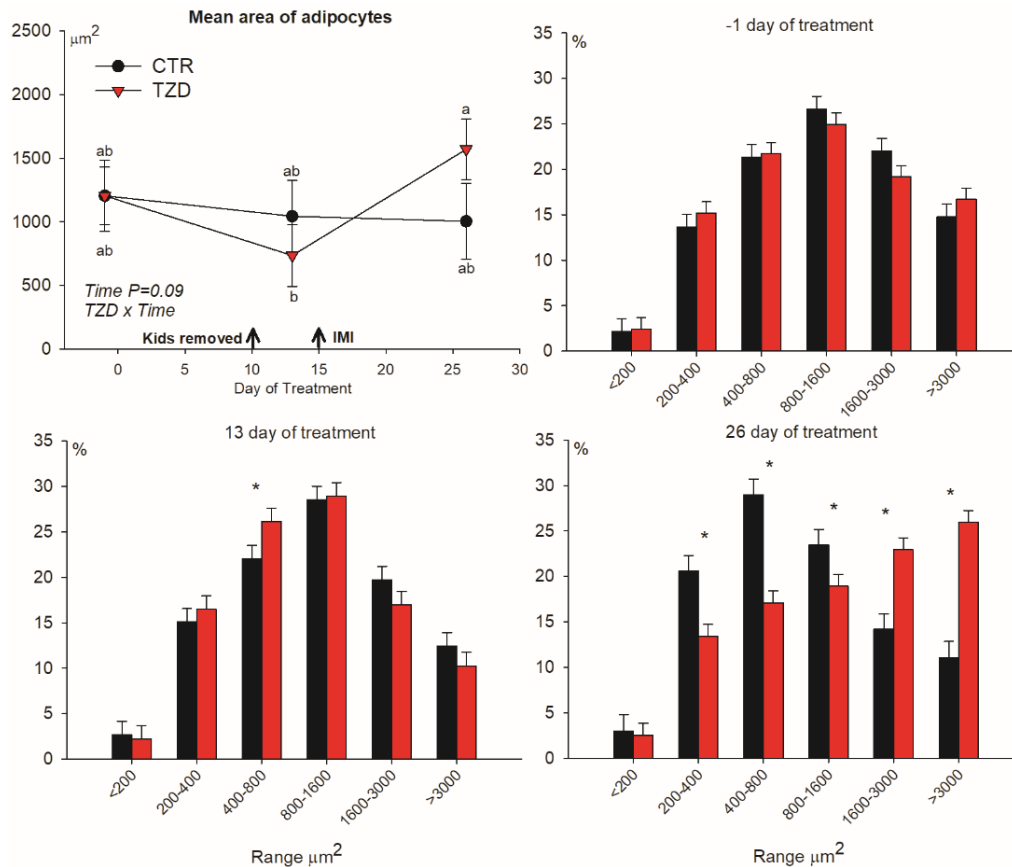 Mean area of adipocytes
μm²
2500
2000
1500
1000
500
0
CTR
TZD
ab
ab
ab
b
a
ab
Time P=0.09
TZD x Time
Kids removed
IMI
0 5 10 15 20 25 30
Day of Treatment
-1 day of treatment
%
35
30
25
20
15
10
5
0
<200 200-400 400-800 800-1600 1600-3000 >3000
13 day of treatment
%
35
30
25
20
15
10
5
0
*
<200 200-400 400-800 800-1600 1600-3000 >3000
Range μm²
26 day of treatment
%
35
30
25
20
15
10
5
0
* * * * *
<200 200-400 400-800 800-1600 1600-3000 >3000
Range μm²